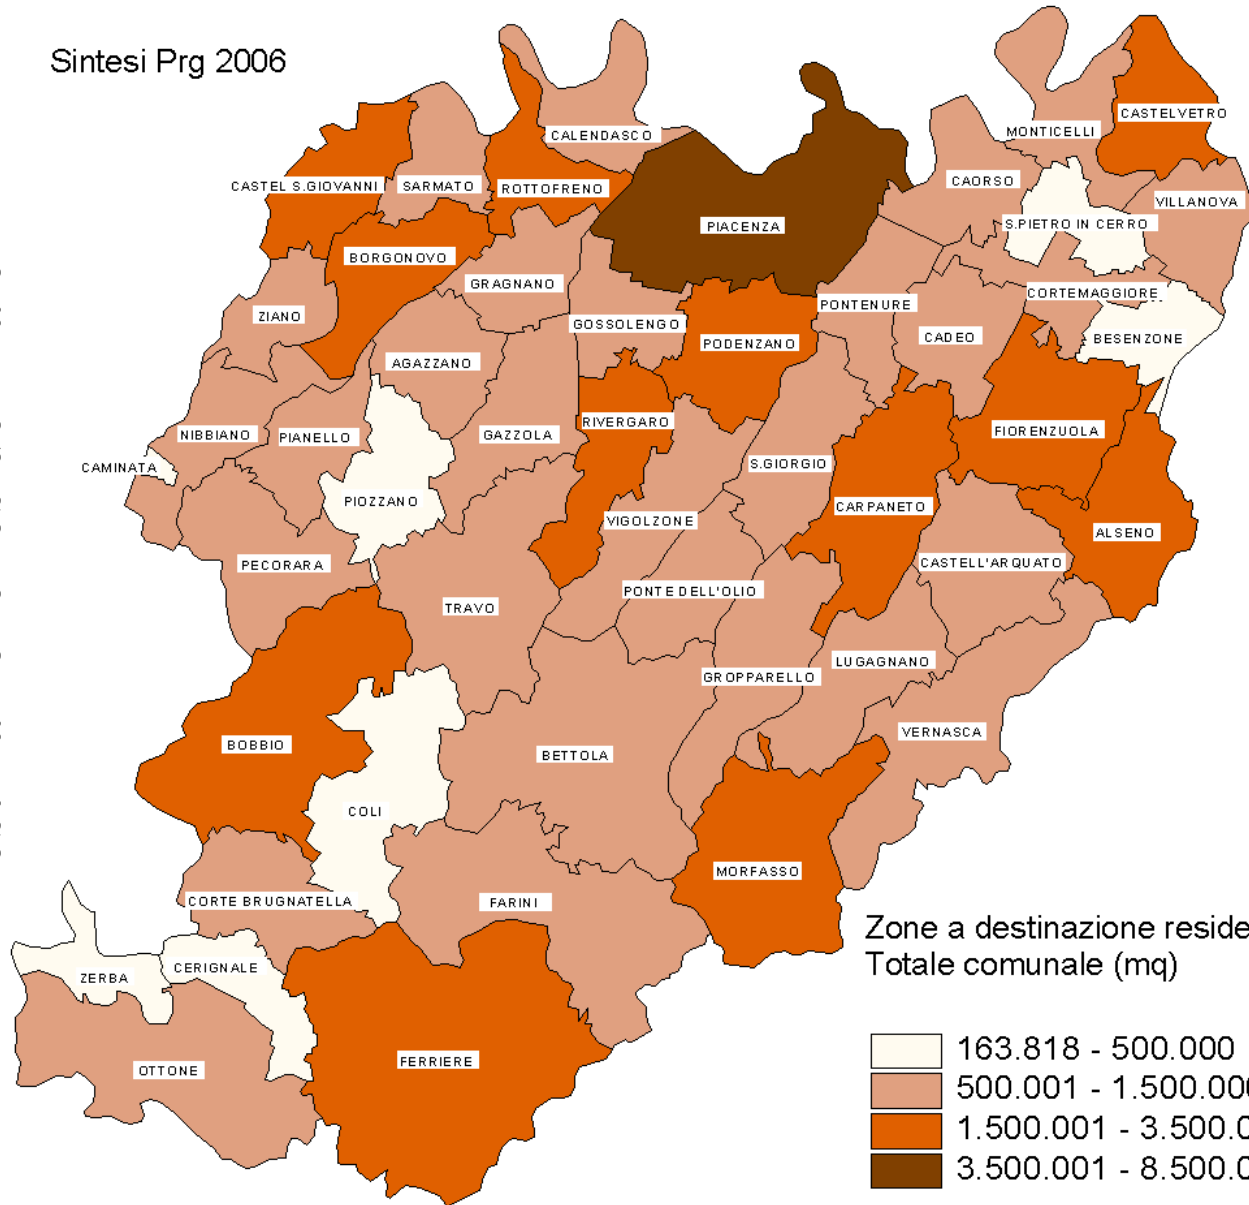 Sintesi Prg 2006
CALENDASCO
CASTELVETRO
MONTICELLI
CASTEL S.GIOVANNI
SARMATO
ROTTOFRENO
CAORSO
VILLANOVA
PIACENZA
S.PIETRO IN CERRO
BORGONOVO
GRAGNANO
CORTEMAGGIORE
PONTENURE
ZIANO
GOSSOLENGO
PODENZANO
CADEO
BESENZONE
AGAZZANO
RIVERGARO
FIORENZUOLA
NIBBIANO
PIANELLO
GAZZOLA
CAMINATA
S.GIORGIO
PIOZZANO
CARPANETO
VIGOLZONE
ALSENO
PECORARA
CASTELL'ARQUATO
PONTE DELL'OLIO
TRAVO
LUGAGNANO
GROPPARELLO
VERNASCA
BOBBIO
BETTOLA
COLI
MORFASSO
CORTE BRUGNATELLA
FARINI
CERIGNALE
ZERBA
FERRIERE
OTTONE
Zone a destinazione reside
Totale comunale (mq)
163.818 - 500.000
500.001 - 1.500.000
1.500.001 - 3.500.0
3.500.001 - 8.500.0